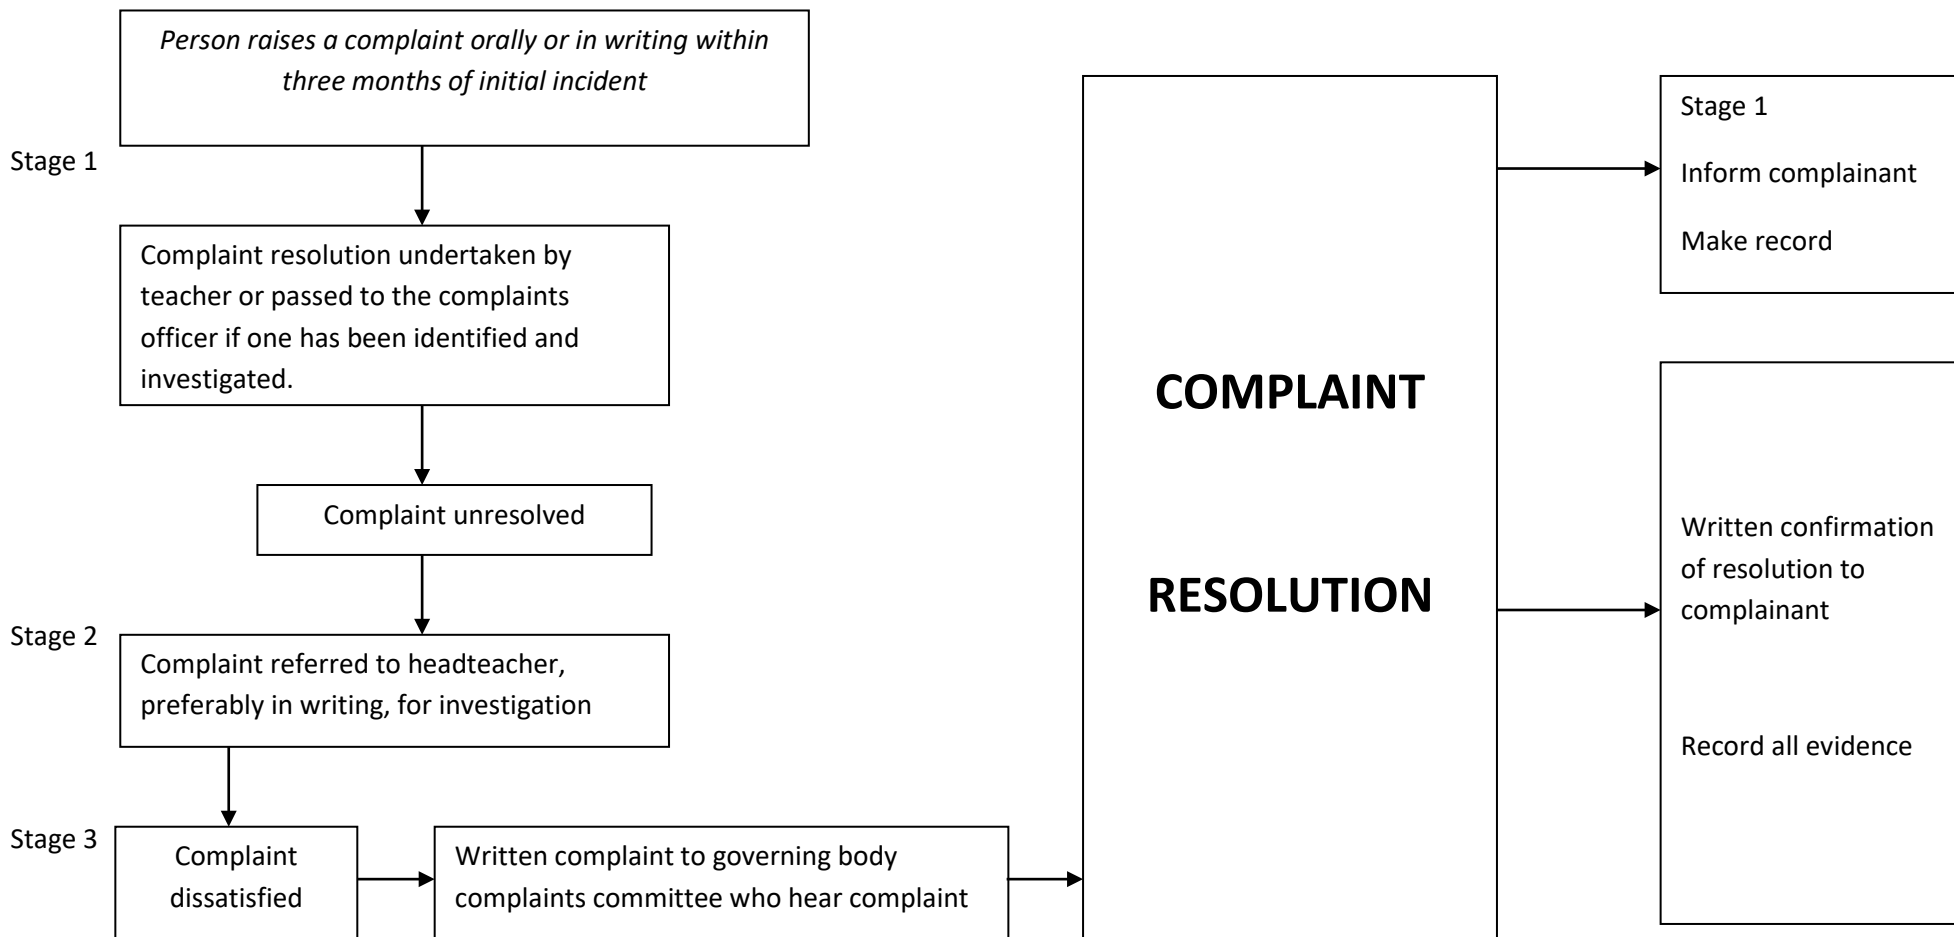 Person raises a complaint orally or in writing within
three months of initial incident
Stage 1
Complaint resolution undertaken by
teacher or passed to the complaints
officer if one has been identified and
investigated.
Complaint unresolved
Stage 2
Complaint referred to headteacher,
preferably in writing, for investigation
Stage 3
Complaint
dissatisfied
Written complaint to governing body
complaints committee who hear complaint
COMPLAINT
RESOLUTION
Stage 1
Inform complainant
Make record
Written confirmation
of resolution to
complainant
Record all evidence